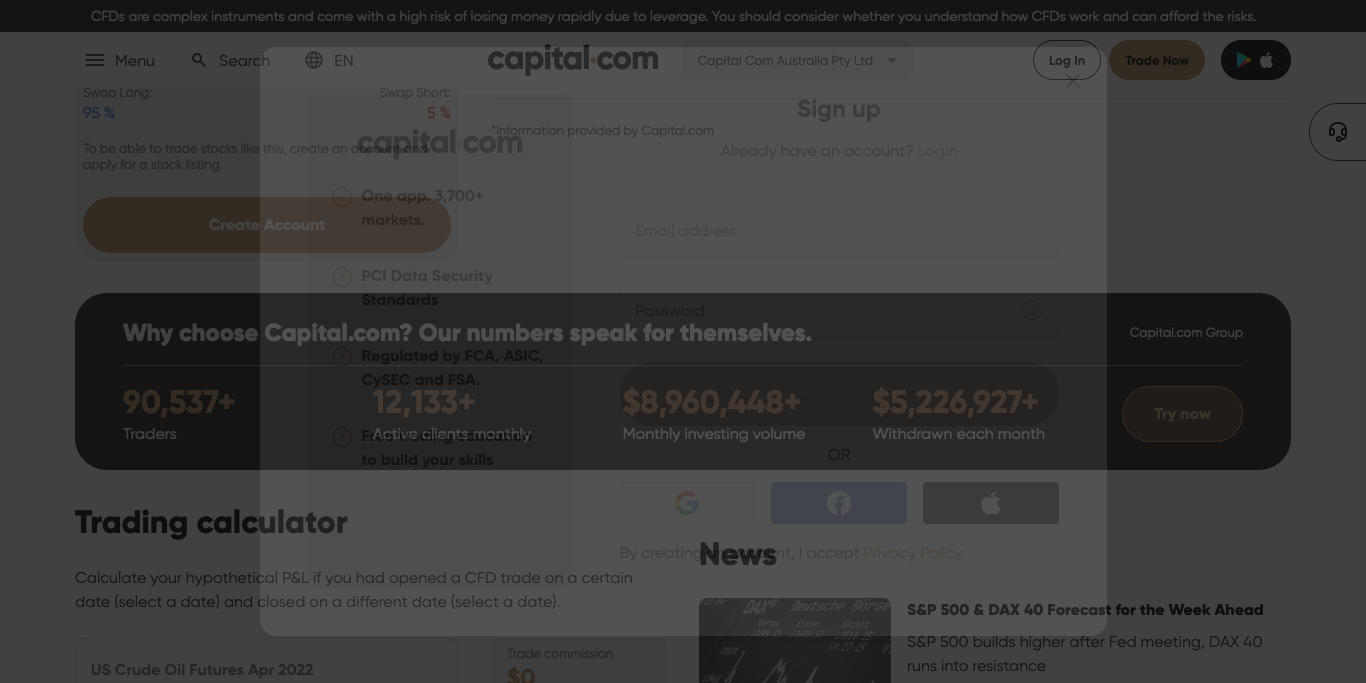 CFDs are complex instruments and come with a high risk of losing money rapidly due to leverage. You should consider whether you understand how CFDs work and can afford the risks.
Menu
Search
EN
capital.com
Capital Com Australia Pty Ltd
Log In
Trade Now
Swap Long:
Swap Short:
95 %
5 %
To be able to trade stocks like this, create an account and
apply for a stock listing.
Create Account
*Information provided by Capital.com
capital.com
One app. 3,700+
markets.
PCI Data Security
Standards
Regulated by FCA, ASIC,
CySEC and FSA.
to build your skills
Sign up
Already have an account? Login
Email address
Password
OR
By creating an account, I accept Privacy Policy
Why choose Capital.com? Our numbers speak for themselves.
Capital.com Group
90,537+
Traders
12,133+
Active clients monthly
$8,960,448+
Monthly investing volume
$5,226,927+
Withdrawn each month
Try now
Trading calculator
Calculate your hypothetical P&L if you had opened a CFD trade on a certain
date (select a date) and closed on a different date (select a date).
US Crude Oil Futures Apr 2022
Trade commission
$0
News
DAX
Deutsche Börse
S&P 500 & DAX 40 Forecast for the Week Ahead
S&P 500 builds higher after Fed meeting, DAX 40
runs into resistance